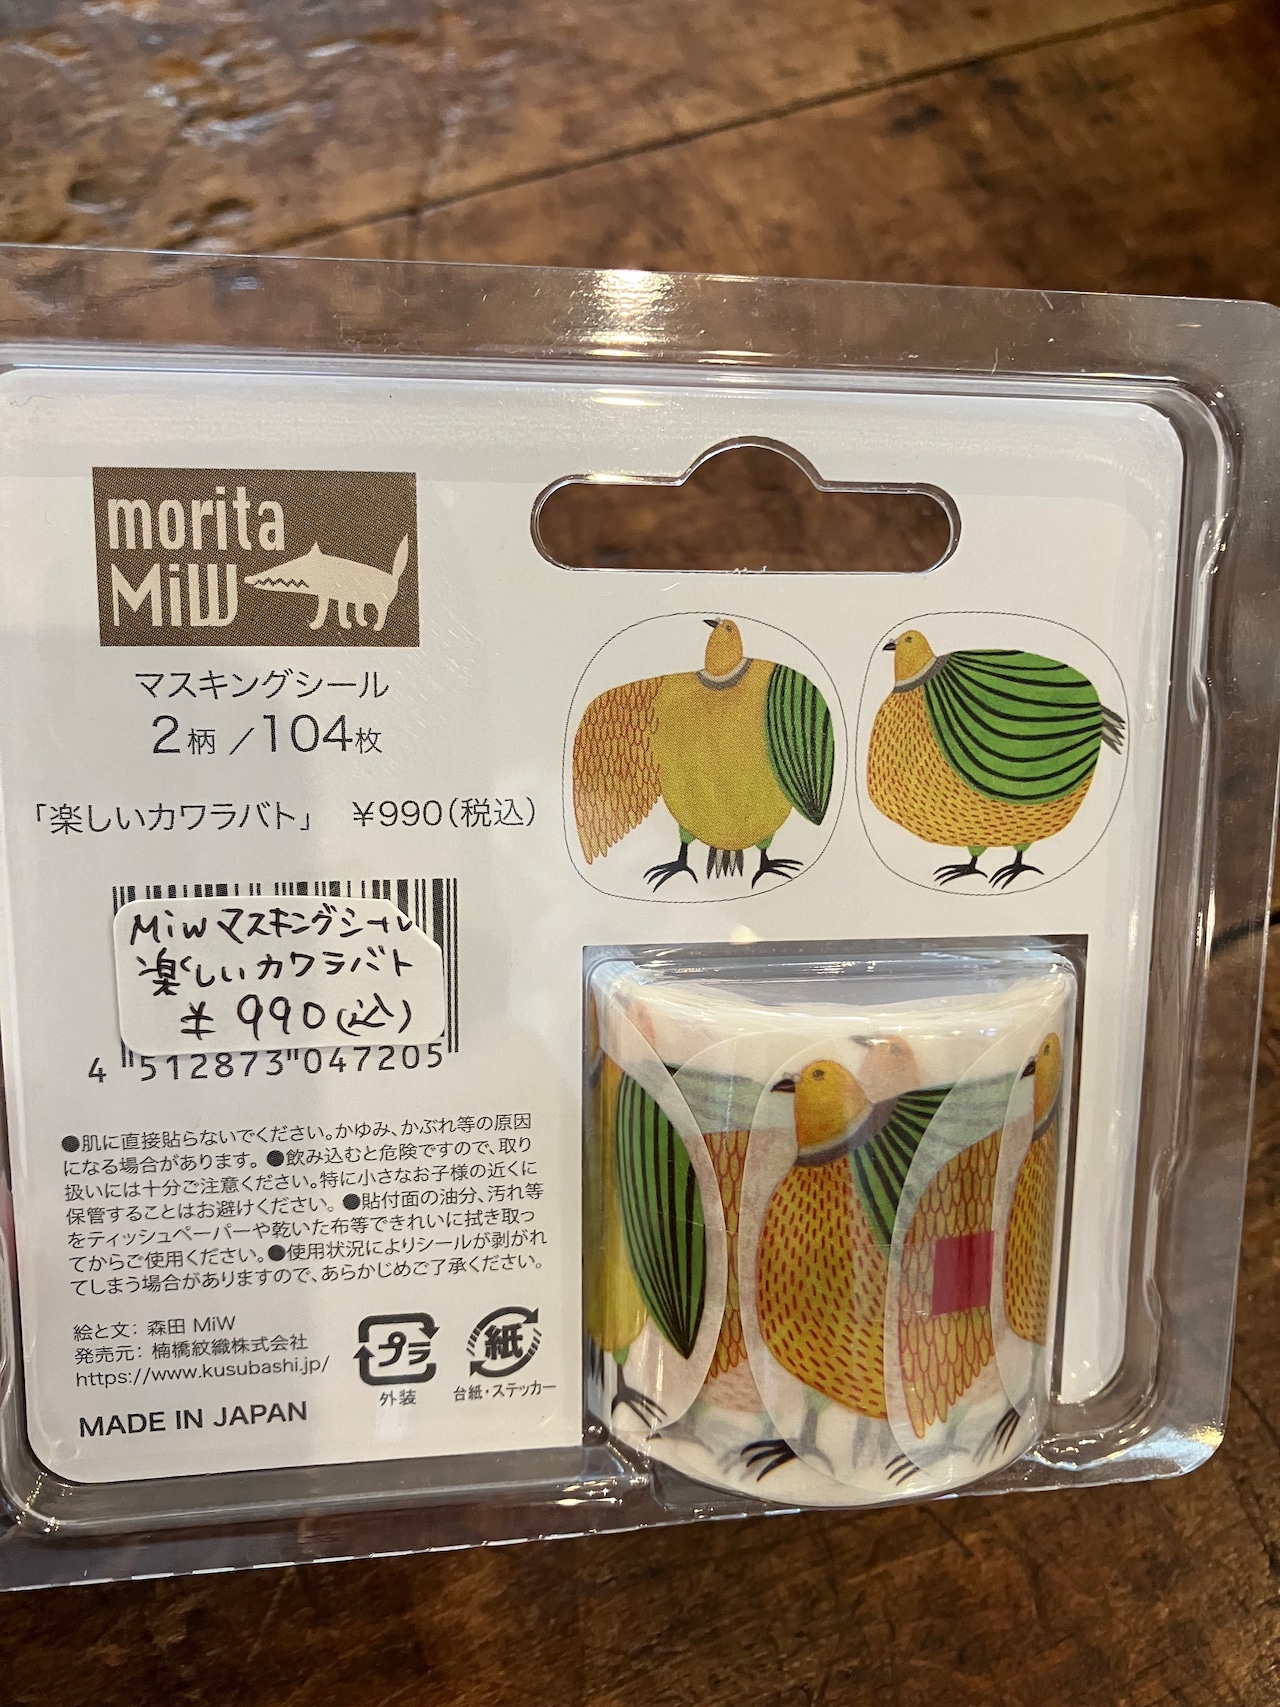 morita
MiW
マスキングシール
2柄／104枚
「楽しいカワラバト」 ¥990(税込)
Miw マスキングシール
楽しいカワラバト
¥990(込)
4 512873 047205
●肌に直接貼らないでください。かゆみ、かぶれ等の原因
になる場合があります。●飲み込むと危険ですので、取り
扱いには十分ご注意ください。特に小さなお子様の近くに
保管することはお避けください。●貼付面の油分、汚れ等
をティッシュペーパーや乾いた布等できれいに拭き取っ
てからご使用ください。●使用状況によりシールが剥がれ
てしまう場合がありますので、あらかじめご了承ください。
絵と文: 森田 MiW
発売元: 楠橋紋織株式会社
https://www.kusubashi.jp/
MADE IN JAPAN
プラ
外装
紙
台紙・ステッカー